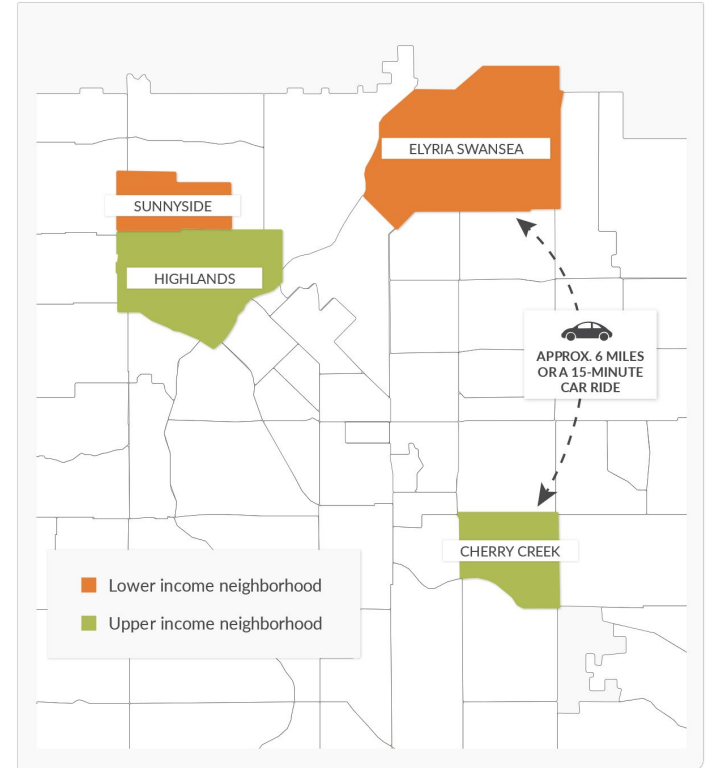 ELYRIA SWANSEA
SUNNYSIDE
HIGHLANDS
APPROX. 6 MILES
OR A 15-MINUTE
CAR RIDE
CHERRY CREEK
Lower income neighborhood
Upper income neighborhood